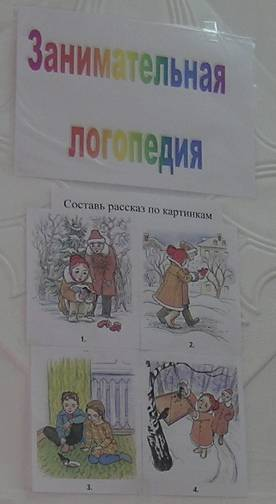 Занимательная
логопедия
Составь рассказ по картинкам
1.
2.
3.
4.